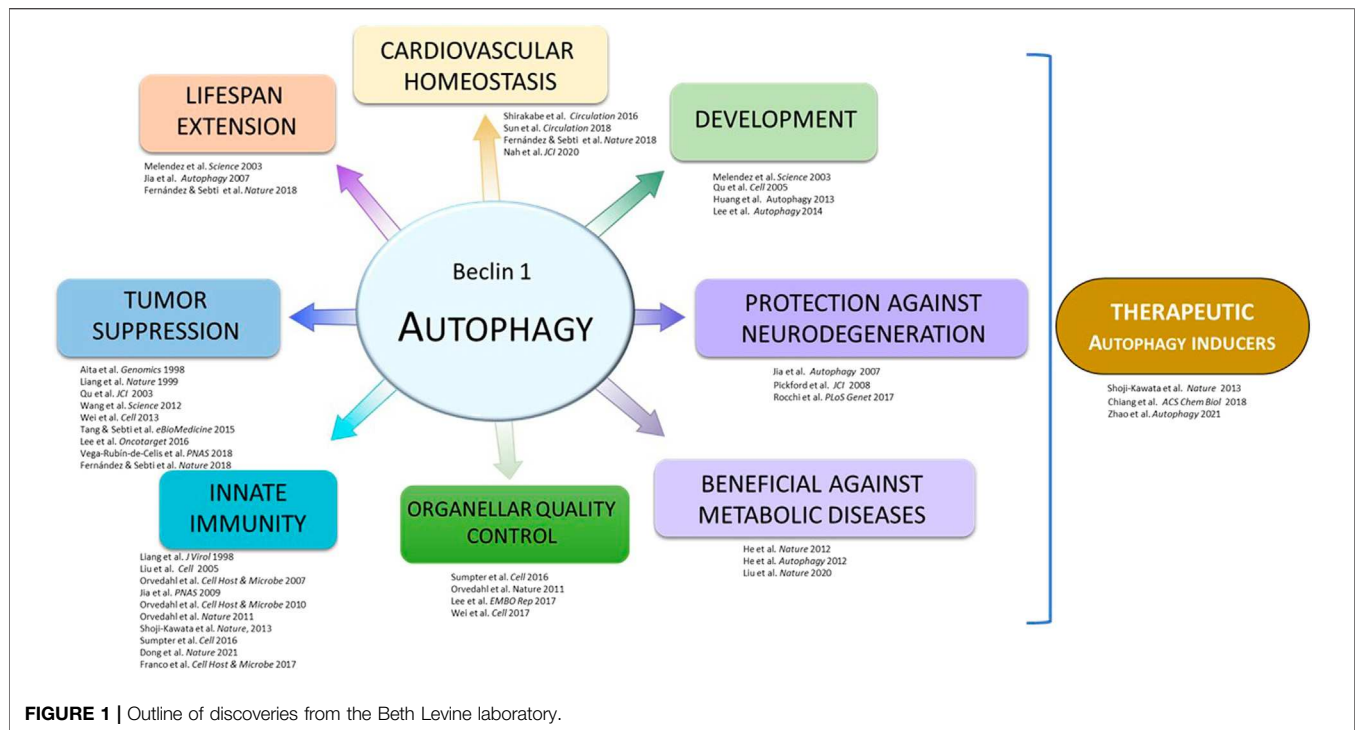 CARDIOVASCULAR
HOMEOSTASIS
Shirakabe et al. Circulation 2016
Sun et al. Circulation 2018
Fernández & Sebti et al. Nature 2018
Nah et al. JCI 2020
LIFESPAN
EXTENSION
Melendez et al. Science 2003
Jia et al. Autophagy 2007
Fernández & Sebti et al. Nature 2018
DEVELOPMENT
Melendez et al. Science 2003
Qu et al. Cell 2005
Huang et al. Autophagy 2013
Lee et al. Autophagy 2014
Beclin 1
AUTOPHAGY
TUMOR
SUPPRESSION
Aita et al. Genomics 1998
Liang et al. Nature 1999
Qu et al. JCI 2003
Wang et al. Science 2012
Wei et al. Cell 2013
Tang & Sebti et al. eBioMedicine 2015
Lee et al. Oncotarget 2016
Vega-Rubín-de-Celis et al. PNAS 2018
Fernández & Sebti et al. Nature 2018
PROTECTION AGAINST
NEURODEGENERATION
Jia et al. Autophagy 2007
Pickford et al. JCI 2008
Rocchi et al. PLoS Genet 2017
THERAPEUTIC
AUTOPHAGY INDUCERS
Shoji-Kawata et al. Nature 2013
Chiang et al. ACS Chem Biol 2018
Zhao et al. Autophagy 2021
INNATE
IMMUNITY
Liang et al. J Virol 1998
Liu et al. Cell 2005
Orvedahl et al. Cell Host & Microbe 2007
Jia et al. PNAS 2009
Orvedahl et al. Cell Host & Microbe 2010
Orvedahl et al. Nature 2011
Shoji-Kawata et al. Nature, 2013
Sumpter et al. Cell 2016
Dong et al. Nature 2021
Franco et al. Cell Host & Microbe 2017
ORGANELLAR QUALITY
CONTROL
Sumpter et al. Cell 2016
Orvedahl et al. Nature 2011
Lee et al. EMBO Rep 2017
Wei et al. Cell 2017
BENEFICIAL AGAINST
METABOLIC DISEASES
He et al. Nature 2012
He et al. Autophagy 2012
Liu et al. Nature 2020
FIGURE 1 | Outline of discoveries from the Beth Levine laboratory.